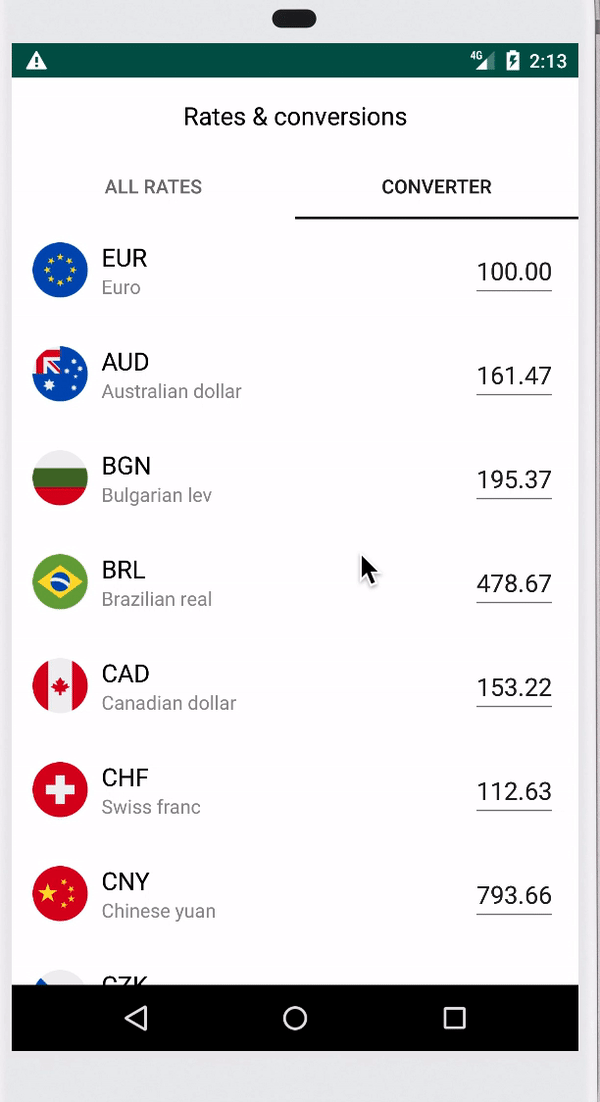 4G 2:13
Rates & conversions
ALL RATES CONVERTER
EUR
Euro
100.00
AUD
Australian dollar
161.47
BGN
Bulgarian lev
195.37
BRL
Brazilian real
478.67
CAD
Canadian dollar
153.22
CHF
Swiss franc
112.63
CNY
Chinese yuan
793.66
CZK